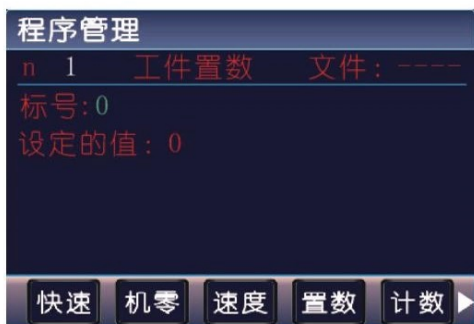 程序管理
n 1 工件置数 文件: ----
标号:0
设定的值: 0
快速 机零 速度 置数 计数